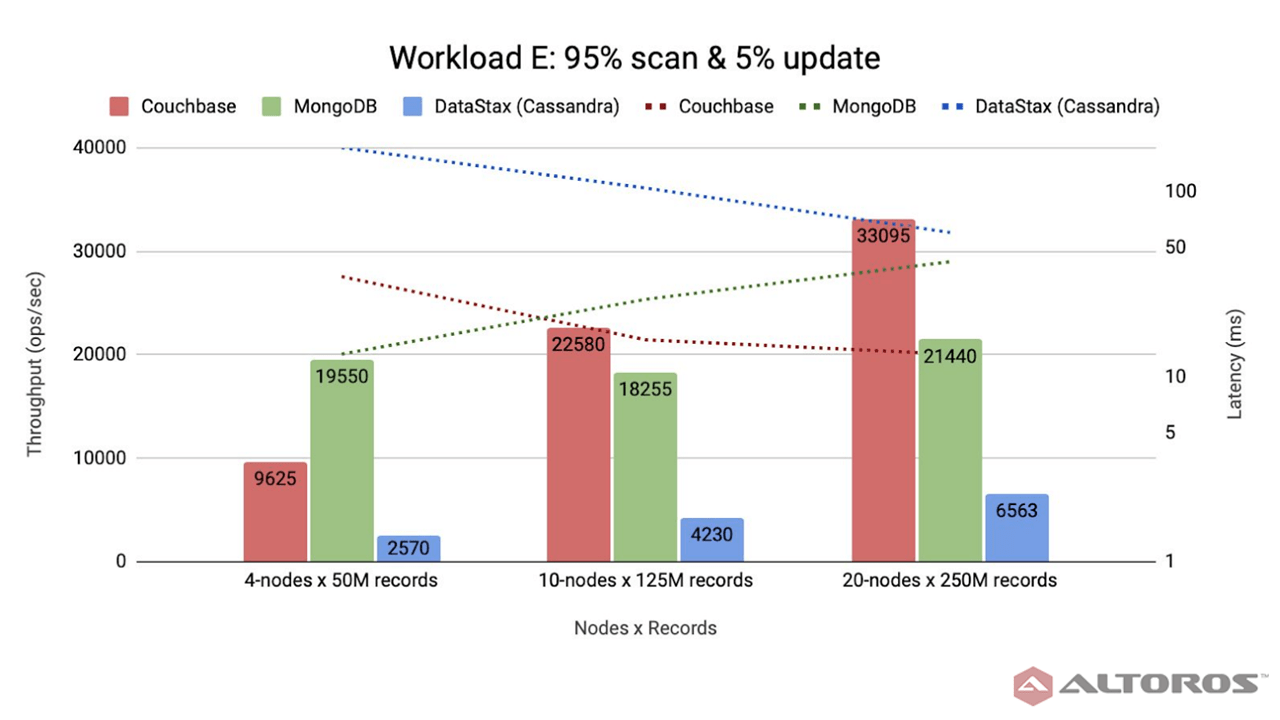 Workload E: 95% scan & 5% update
Couchbase MongoDB DataStax (Cassandra) Couchbase MongoDB DataStax (Cassandra)
Throughput (ops/sec)
40000
30000
20000
10000
0
33095
22580
21440
19550
18255
9625
6563
4230
2570
100
50
10
5
1
Latency (ms)
4-nodes x 50M records 10-nodes x 125M records 20-nodes x 250M records
Nodes x Records
ALTOROS™